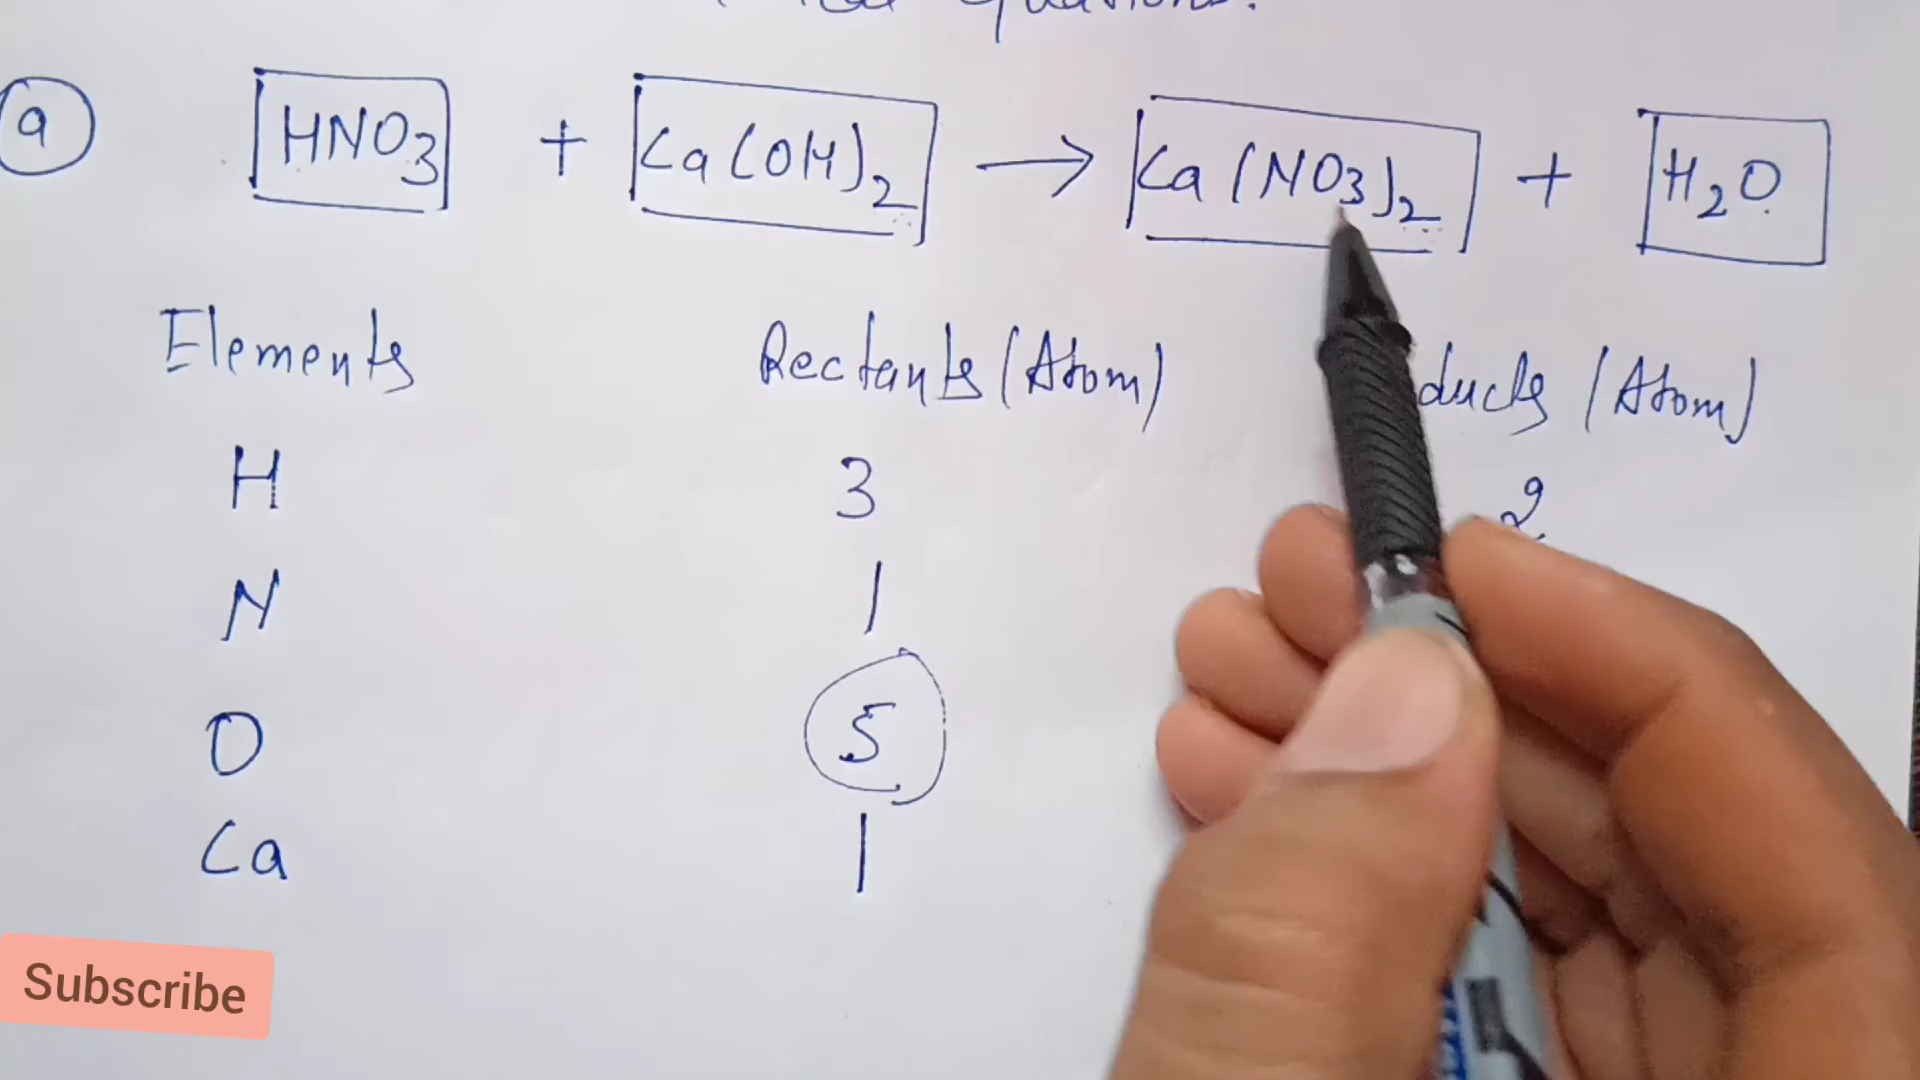 ⓐ HNO3 + Ca(OH)2 → Ca(NO3)2 + H2O
Elements Rectants (Atom) ducts (Atom)
H 3 2
N 1
O 5
Ca 1
Subscribe